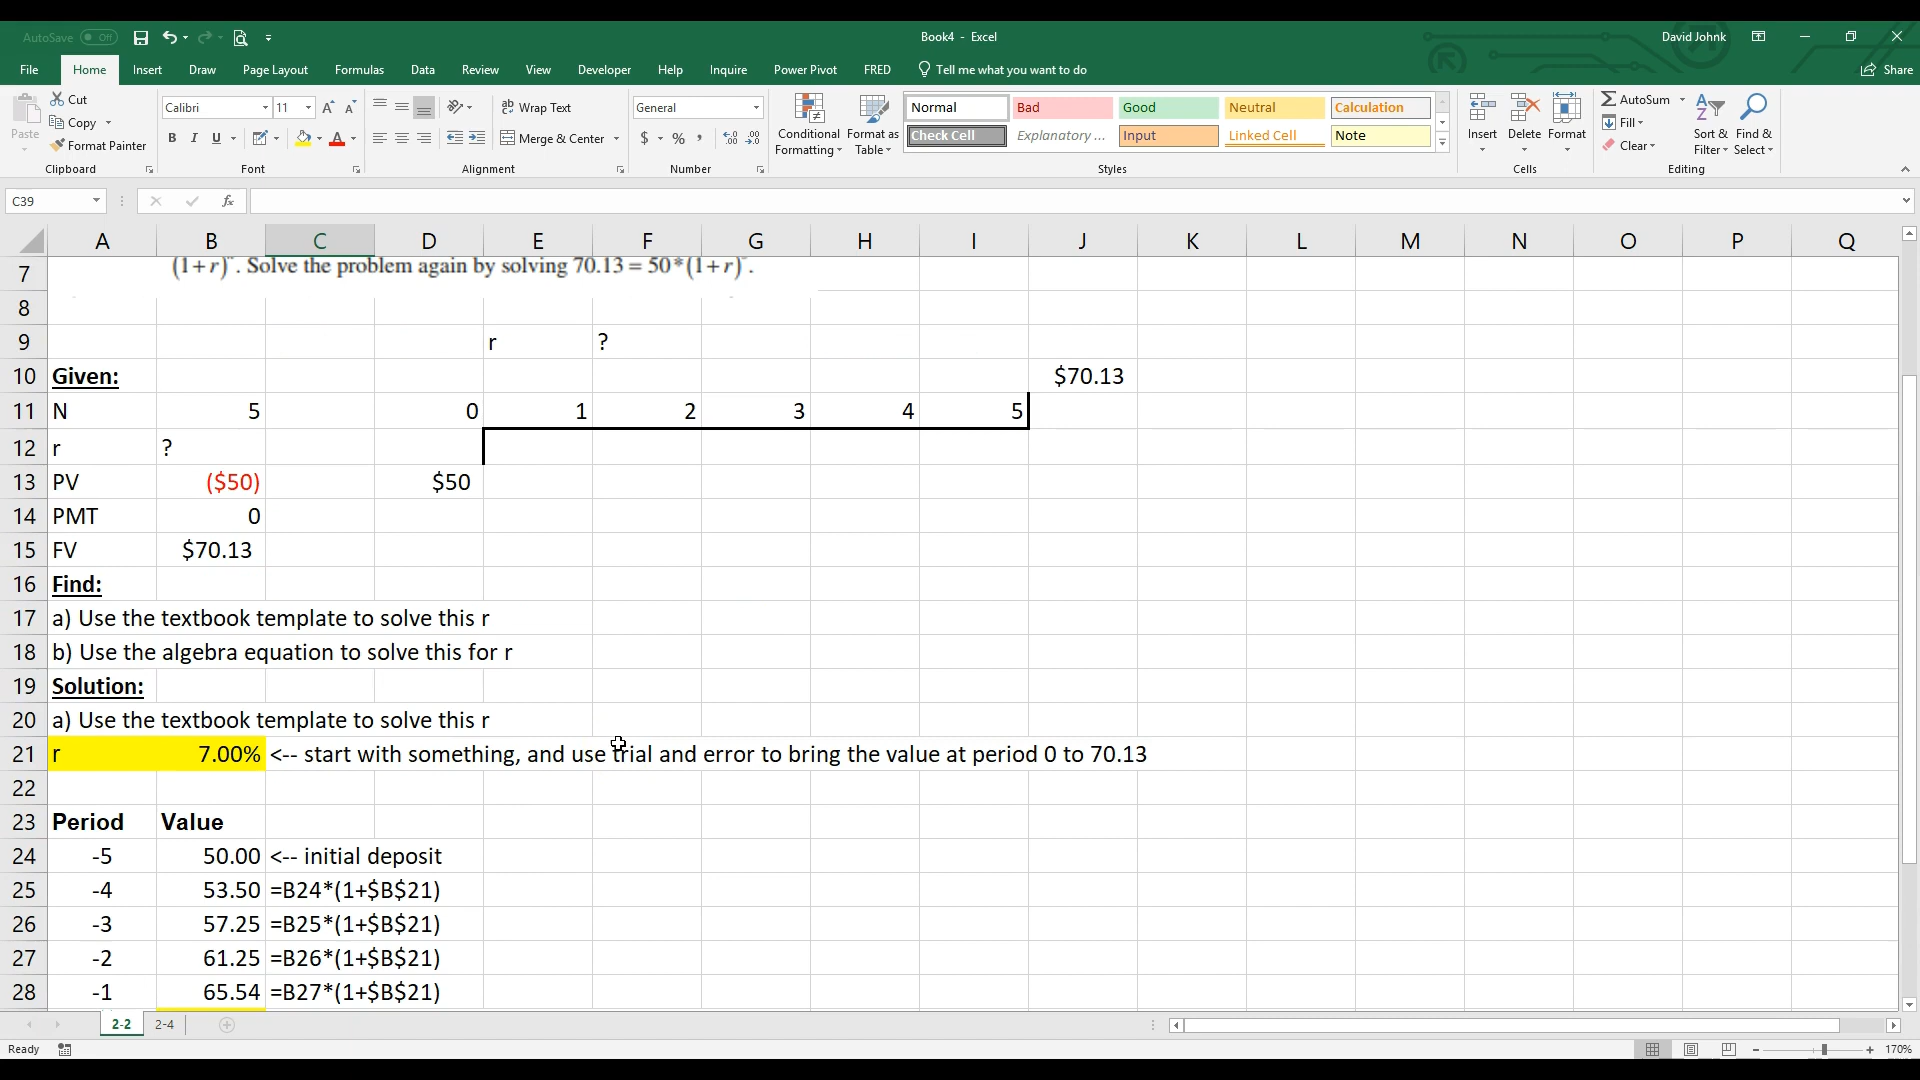 AutoSave Off Book4 - Excel David Johnk
File Home Insert Draw Page Layout Formulas Data Review View Developer Help Inquire Power Pivot FRED Tell me what you want to do Share
Cut Calibri 11 Wrap Text General Normal Bad Good Neutral Calculation AutoSum
Paste Copy Conditional Formatting Format as Table Insert Delete Format Fill Sort & Filter Find & Select
Format Painter B I U Merge & Center $ % Check Cell Explanatory ... Input Linked Cell Note Clear
Clipboard Font Alignment Number Styles Cells Editing
C39 fx
A B C D E F G H I J K L M N O P Q
7 (1+r) . Solve the problem again by solving 70.13 = 50*(1+r) .
8
9 r ?
10 Given: $70.13
11 N 5 0 1 2 3 4 5
12 r ?
13 PV ($50) $50
14 PMT 0
15 FV $70.13
16 Find:
17 a) Use the textbook template to solve this r
18 b) Use the algebra equation to solve this for r
19 Solution:
20 a) Use the textbook template to solve this r
21 r 7.00% <-- start with something, and use trial and error to bring the value at period 0 to 70.13
22
23 Period Value
24 -5 50.00 <-- initial deposit
25 -4 53.50 =B24*(1+$B$21)
26 -3 57.25 =B25*(1+$B$21)
27 -2 61.25 =B26*(1+$B$21)
28 -1 65.54 =B27*(1+$B$21)
2-2 2-4
Ready 170%